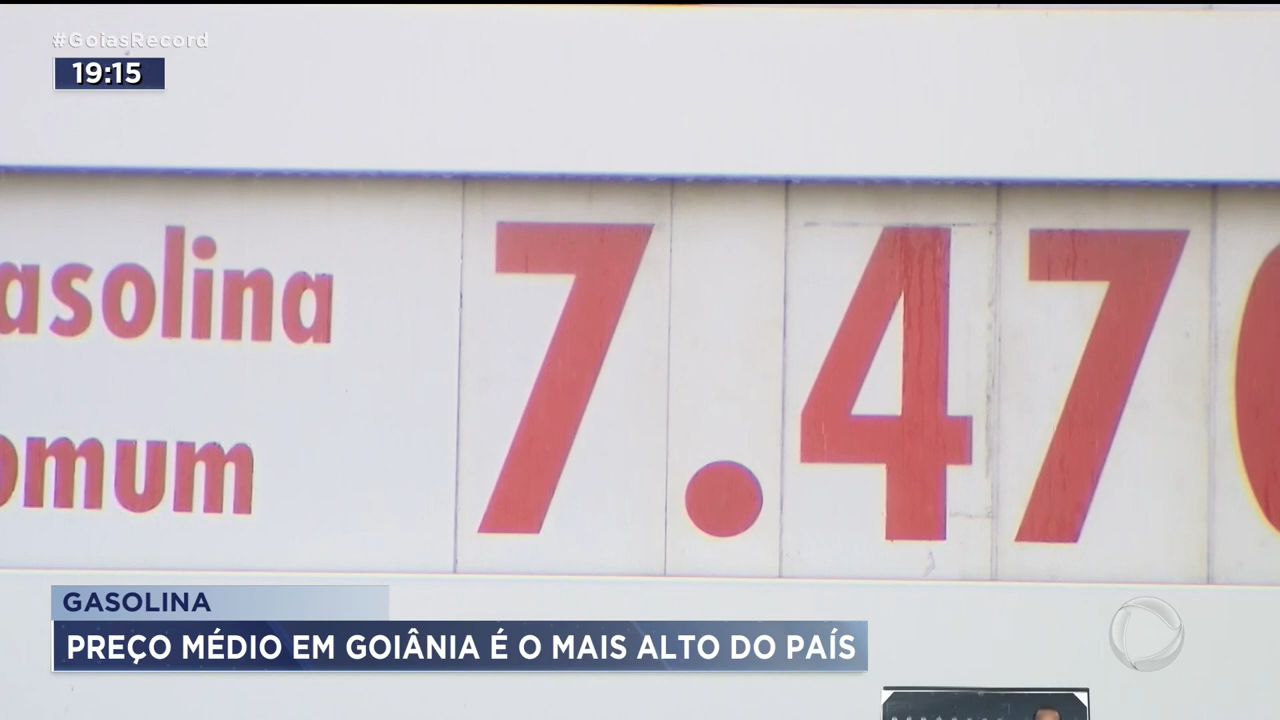 #GoiasRecord
19:15
asolina
omum
7.47
GASOLINA
PREÇO MÉDIO EM GOIÂNIA É O MAIS ALTO DO PAÍS